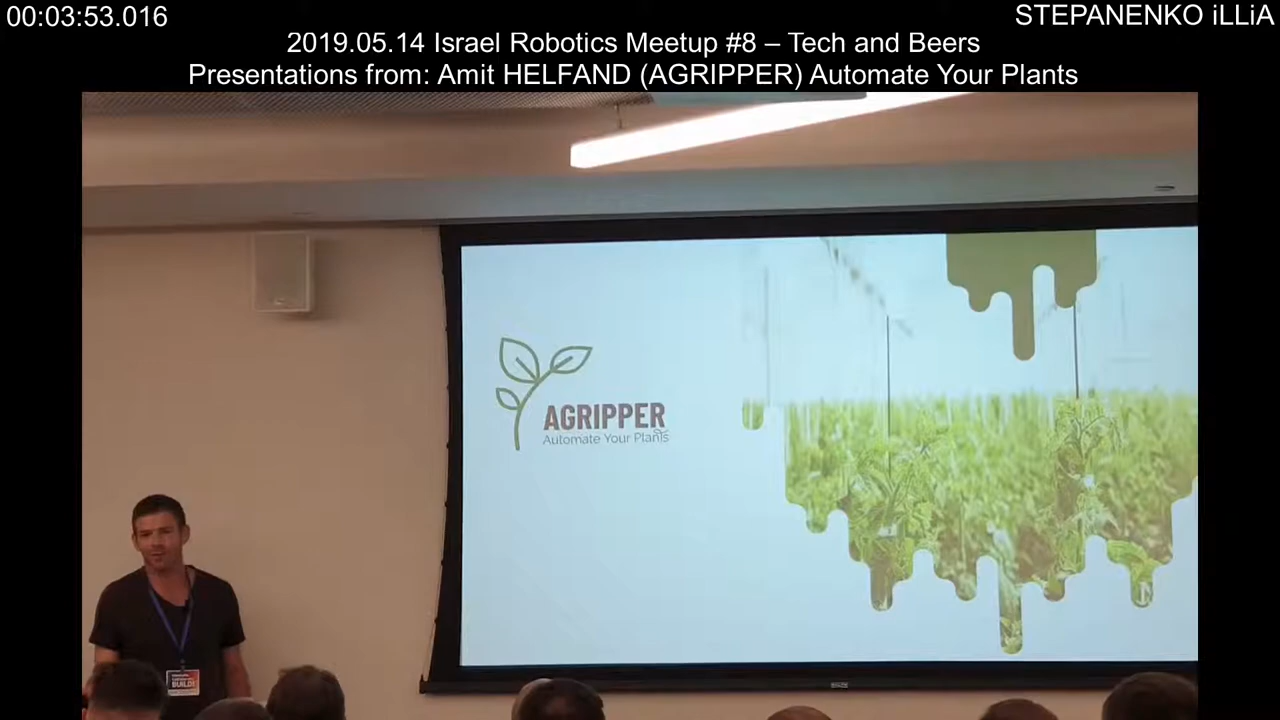 00:03:53.016
STEPANENKO iLLiA
2019.05.14 Israel Robotics Meetup #8 – Tech and Beers
Presentations from: Amit HELFAND (AGRIPPER) Automate Your Plants
AGRIPPER
Automate Your Plants
BUILD!